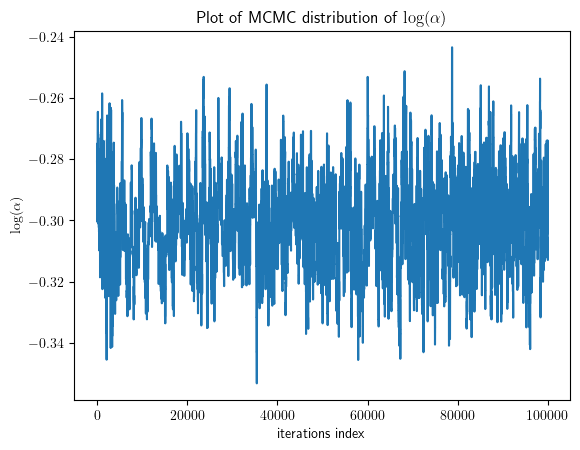 Plot of MCMC distribution of log(α)
−0.24
−0.26
−0.28
−0.30
−0.32
−0.34
log(α)
0 20000 40000 60000 80000 100000
iterations index